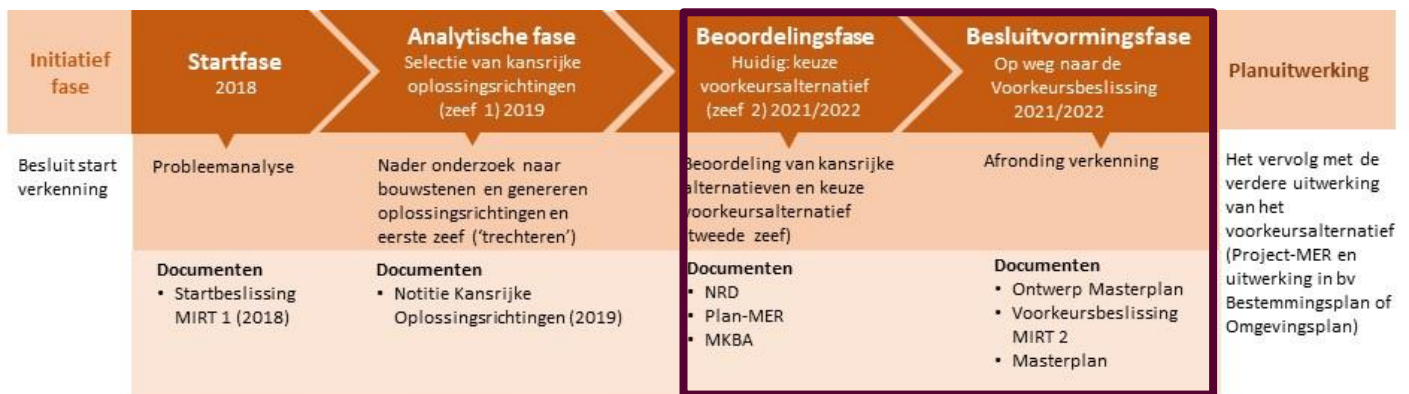 Initiatief
fase
Startfase
2018
Analytische fase
Selectie van kansrijke
oplossingsrichtingen
(zeef 1) 2019
Beoordelingsfase
Huidig: keuze
voorkeursalternatief
(zeef 2) 2021/2022
Besluitvormingsfase
Op weg naar de
Voorkeursbeslissing
2021/2022
Planuitwerking
Besluit start
verkenning
Probleemanalyse
Nader onderzoek naar
bouwstenen en genereren
oplossingsrichtingen en
eerste zeef (‘trechteren’)
Beoordeling van kansrijke
alternatieven en keuze
voorkeursalternatief
(tweede zeef)
Afronding verkenning
Het vervolg met de
verdere uitwerking
van het
voorkeursalternatief
(Project-MER en
uitwerking in bv
Bestemmingsplan of
Omgevingsplan)
Documenten
• Startbeslissing
MIRT 1 (2018)
Documenten
• Notitie Kansrijke
Oplossingsrichtingen (2019)
Documenten
• NRD
• Plan-MER
• MKBA
Documenten
• Ontwerp Masterplan
• Voorkeursbeslissing
MIRT 2
• Masterplan